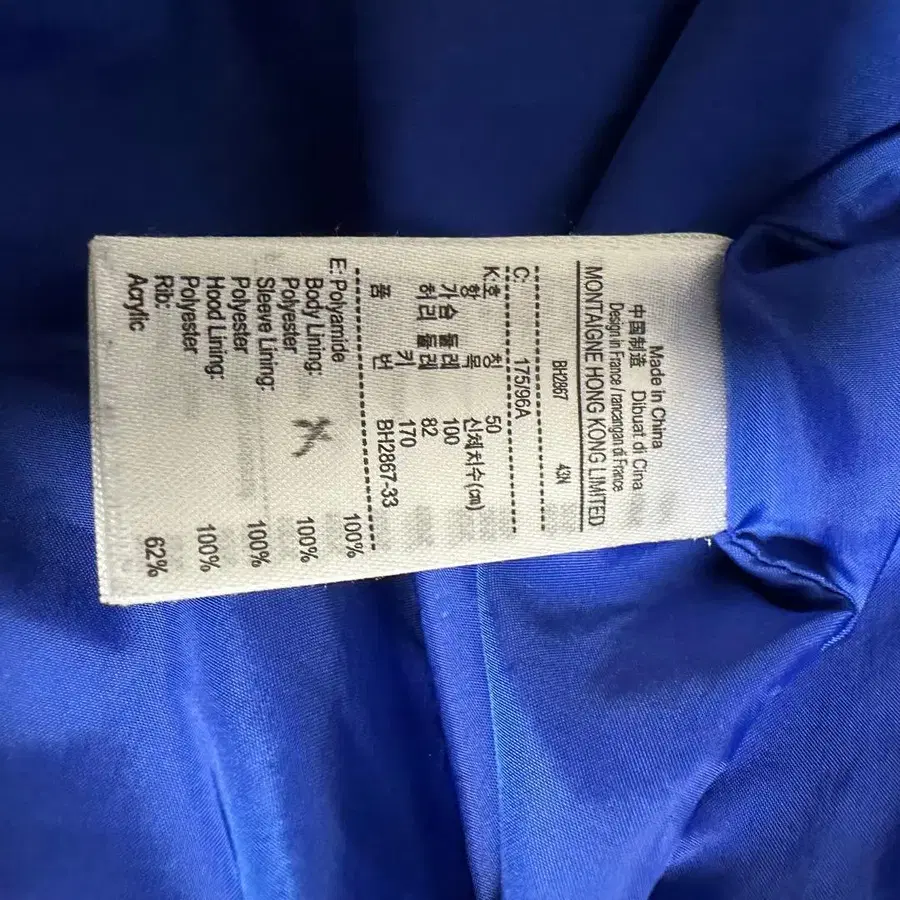 Made in China
中国制造 Dibuat di Cina
Design in France / rancangan di France
MONTAIGNE HONG KONG LIMITED
BH2867 43N
C: 175/96A
K:호칭 50
항목 신체치수(cm)
가슴둘레 100
허리둘레 82
키 170
품번 BH2867-33
E:Polyamide 100%
Body Lining:
Polyester 100%
Sleeve Lining:
Polyester 100%
Hood Lining:
Polyester 100%
Rib:
Acrylic 62%